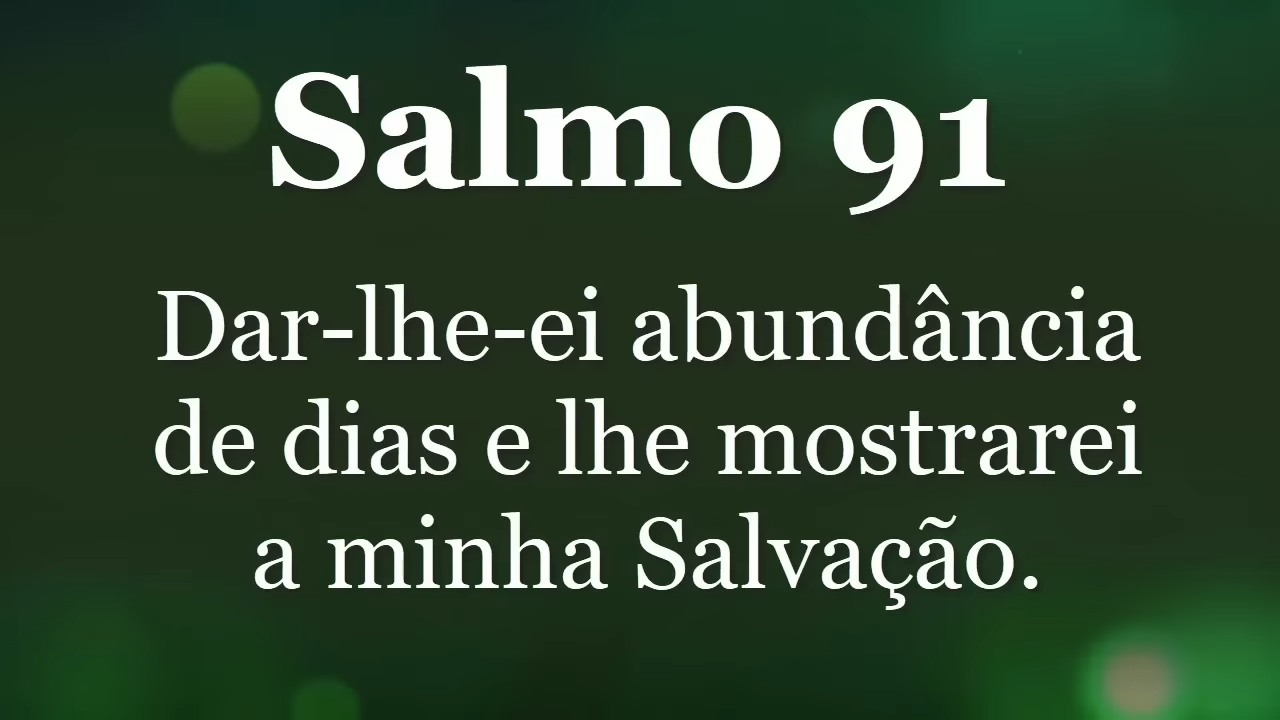 Salmo 91
Dar-lhe-ei abundância
de dias e lhe mostrarei
a minha Salvação.